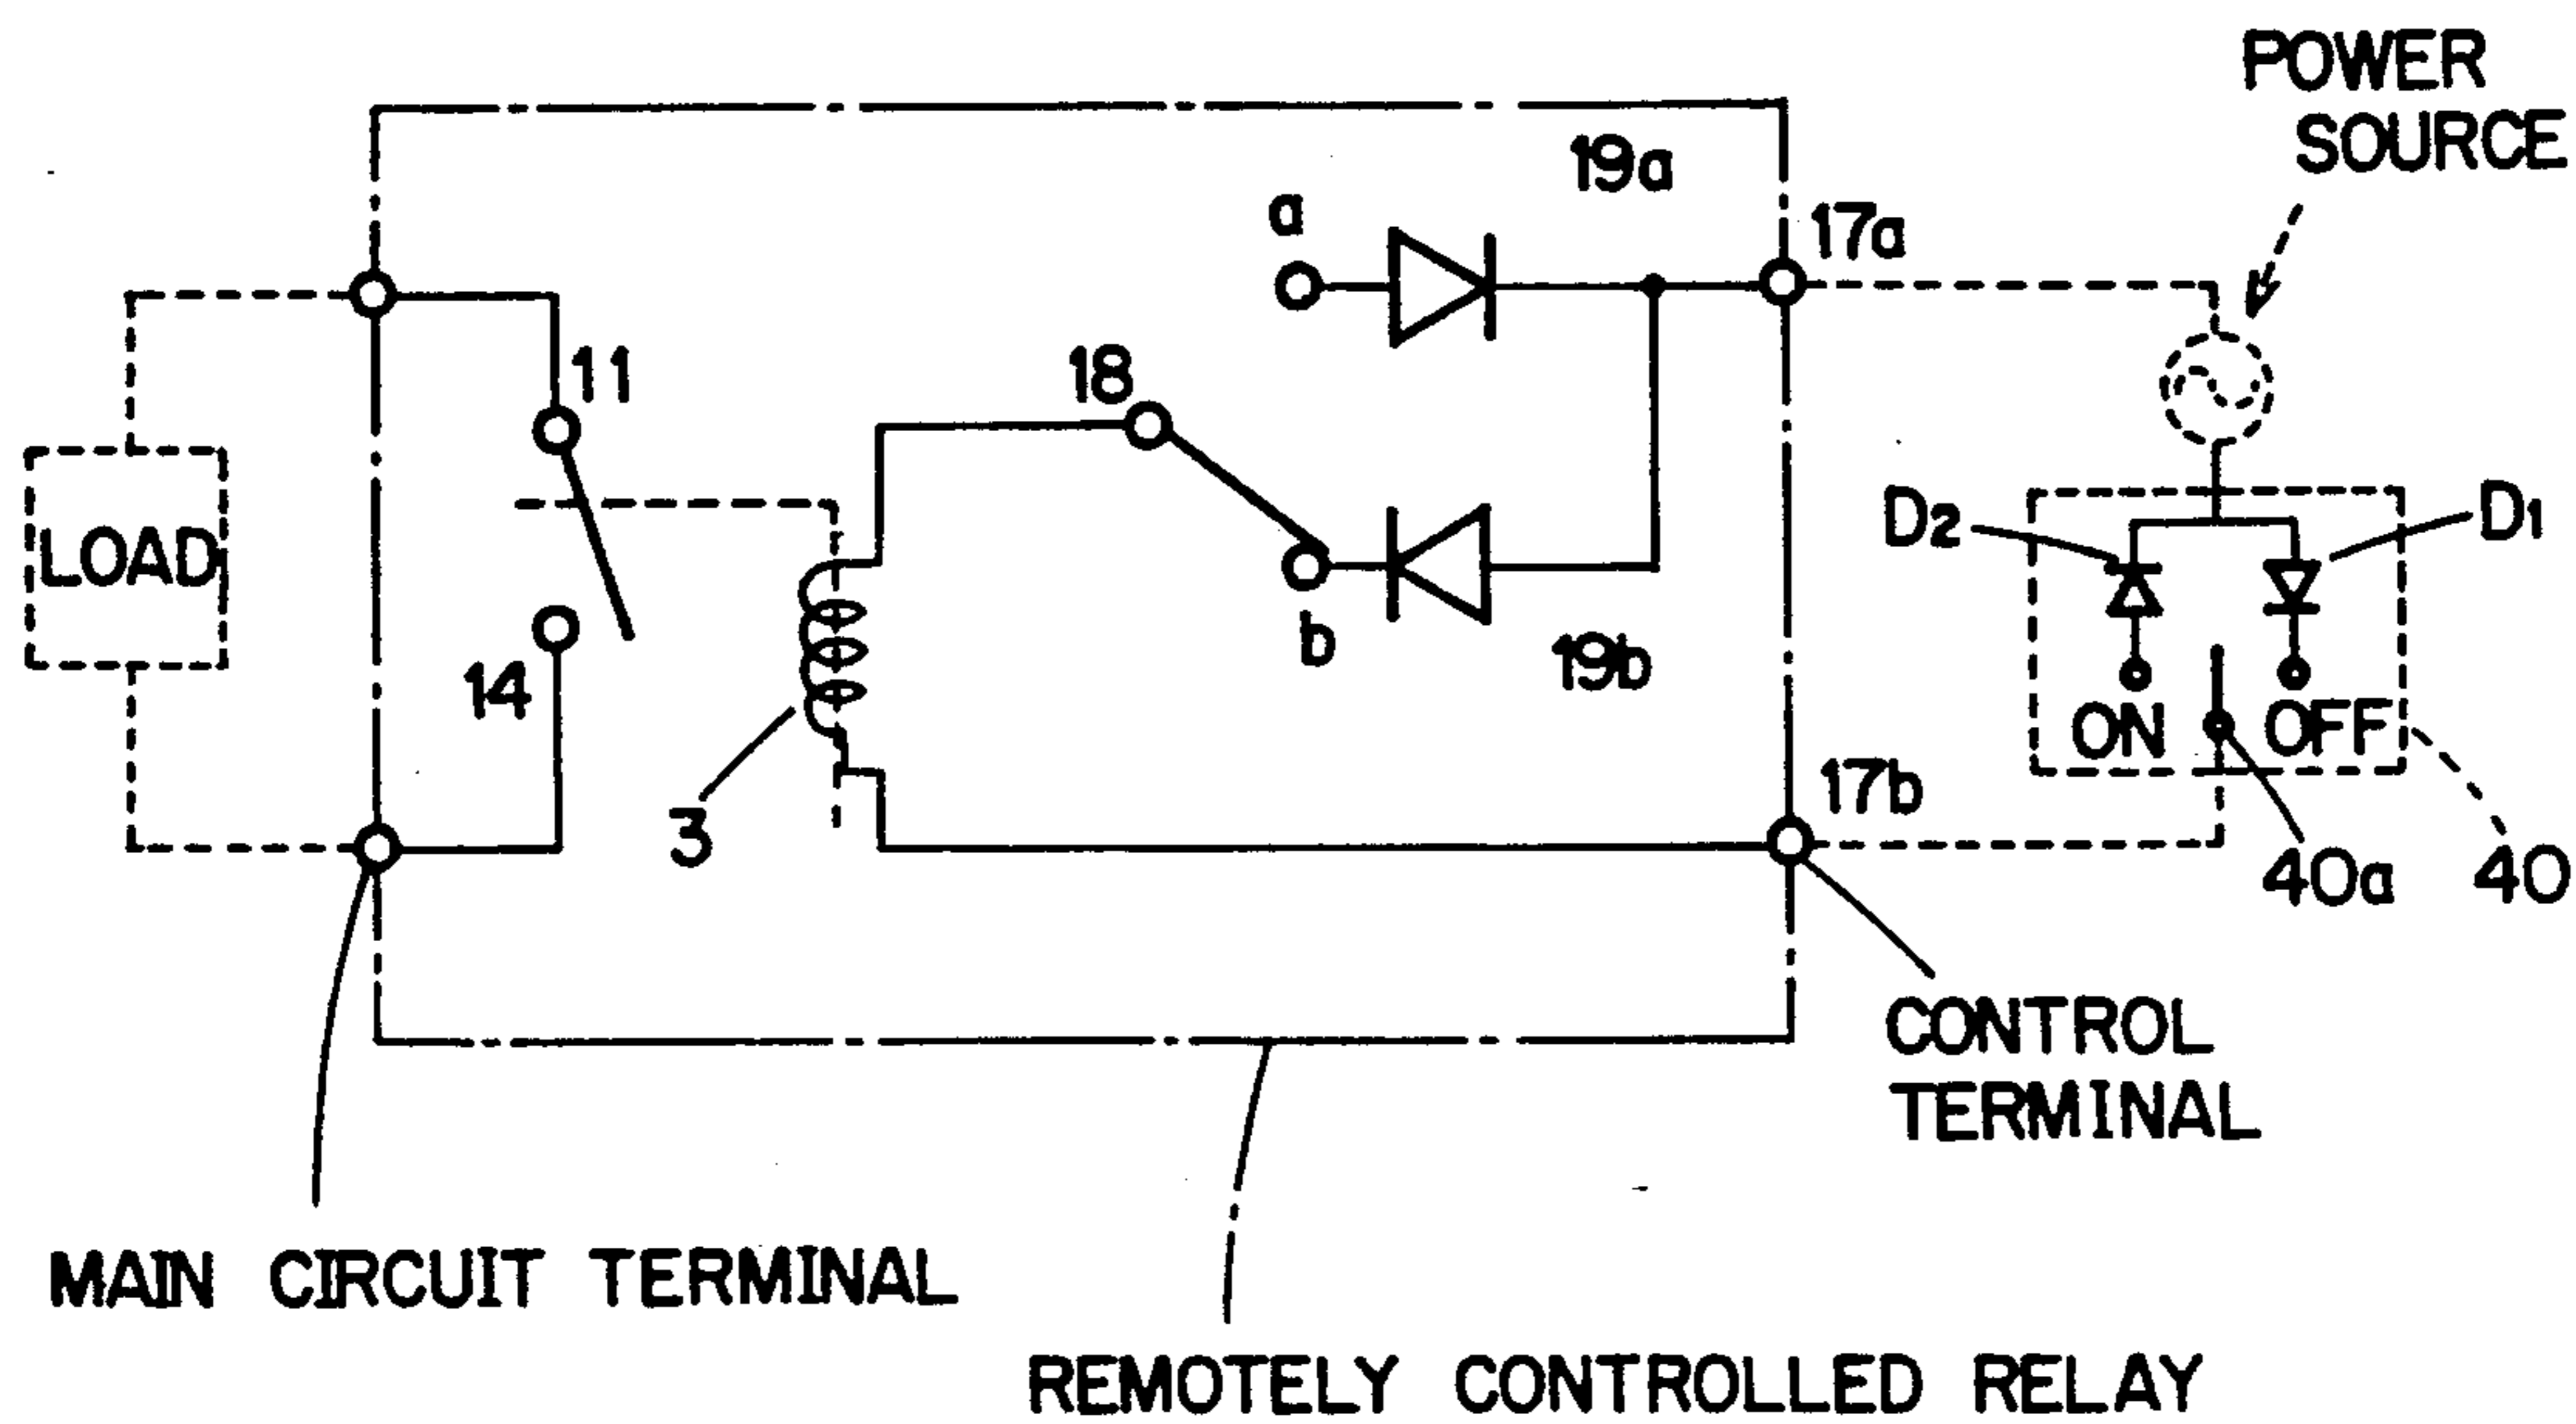 POWER
SOURCE
19a
a
17a
11
18
D2
D1
LOAD
b
19b
14
ON
OFF
3
17b
40a
40
CONTROL
TERMINAL
MAIN CIRCUIT TERMINAL
REMOTELY CONTROLLED RELAY